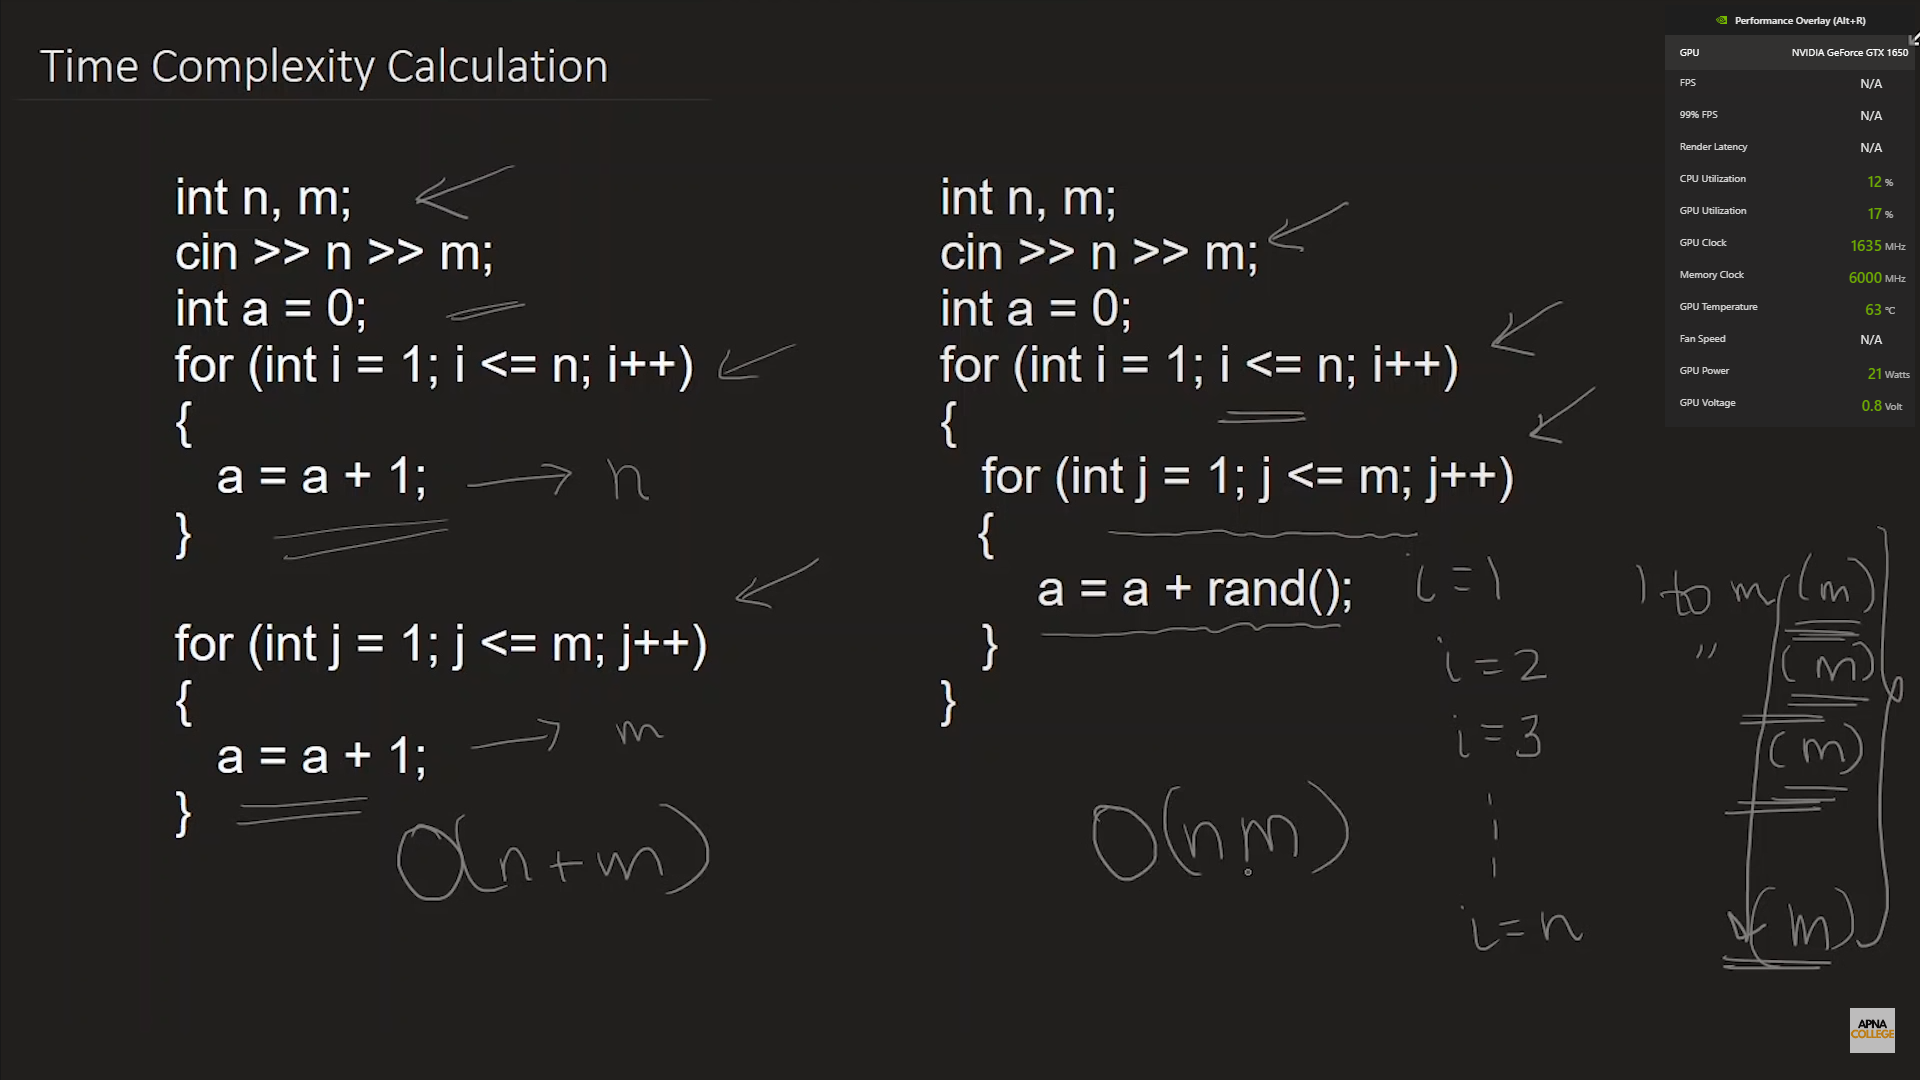 Time Complexity Calculation
int n, m;
cin >> n >> m;
int a = 0;
for (int i = 1; i <= n; i++)
{
a = a + 1; → n
}
for (int j = 1; j <= m; j++)
{
a = a + 1; → m
}
O(n+m)
int n, m;
cin >> n >> m;
int a = 0;
for (int i = 1; i <= n; i++)
{
for (int j = 1; j <= m; j++)
{
a = a + rand();
}
}
O(nm)
i=1 1 to m (m)
i=2 " (m)
i=3 (m)
i=n (m)
Performance Overlay (Alt+R)
GPU NVIDIA GeForce GTX 1650
FPS N/A
99% FPS N/A
Render Latency N/A
CPU Utilization 12 %
GPU Utilization 17 %
GPU Clock 1635 MHz
Memory Clock 6000 MHz
GPU Temperature 63 °C
Fan Speed N/A
GPU Power 21 Watts
GPU Voltage 0.8 Volt
APNA
COLLEGE